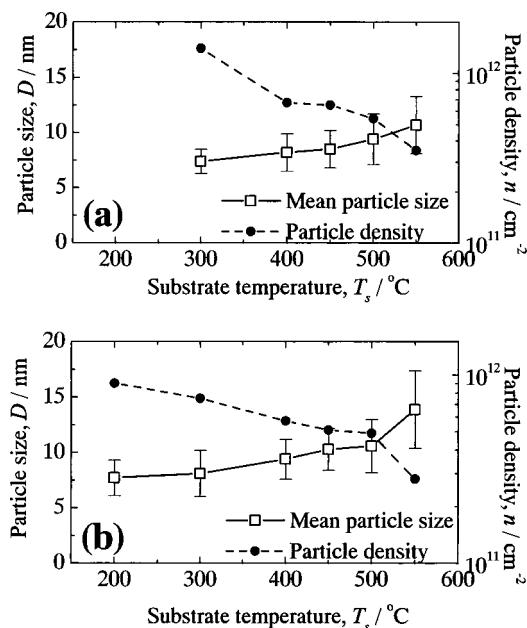 20
15
10
5
0
Particle size, D / nm
(a)
Mean particle size
Particle density
10^12
10^11
Particle density, n / cm^-2
200 300 400 500 600
Substrate temperature, T_s / °C
20
15
10
5
0
Particle size, D / nm
(b)
Mean particle size
Particle density
10^12
10^11
Particle density, n / cm^-2
200 300 400 500 600
Substrate temperature, T_s / °C